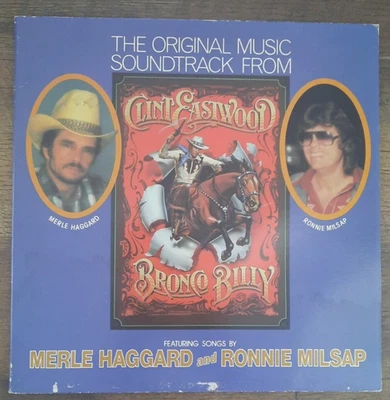 THE ORIGINAL MUSIC
SOUNDTRACK FROM
CLINT EASTWOOD
MERLE HAGGARD
RONNIE MILSAP
BRONCO BILLY
FEATURING SONGS BY
MERLE HAGGARD and RONNIE MILSAP